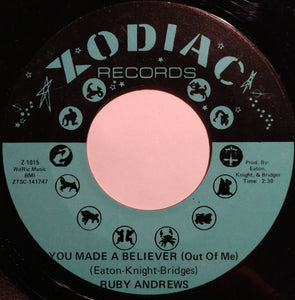 ZODIAC
RECORDS
Z-1015
WilRic Music
BMI
ZTSC-141747
Prod. By:
Eaton,
Knight, & Bridges
Time: 2:30
YOU MADE A BELIEVER (Out Of Me)
(Eaton-Knight-Bridges)
RUBY ANDREWS